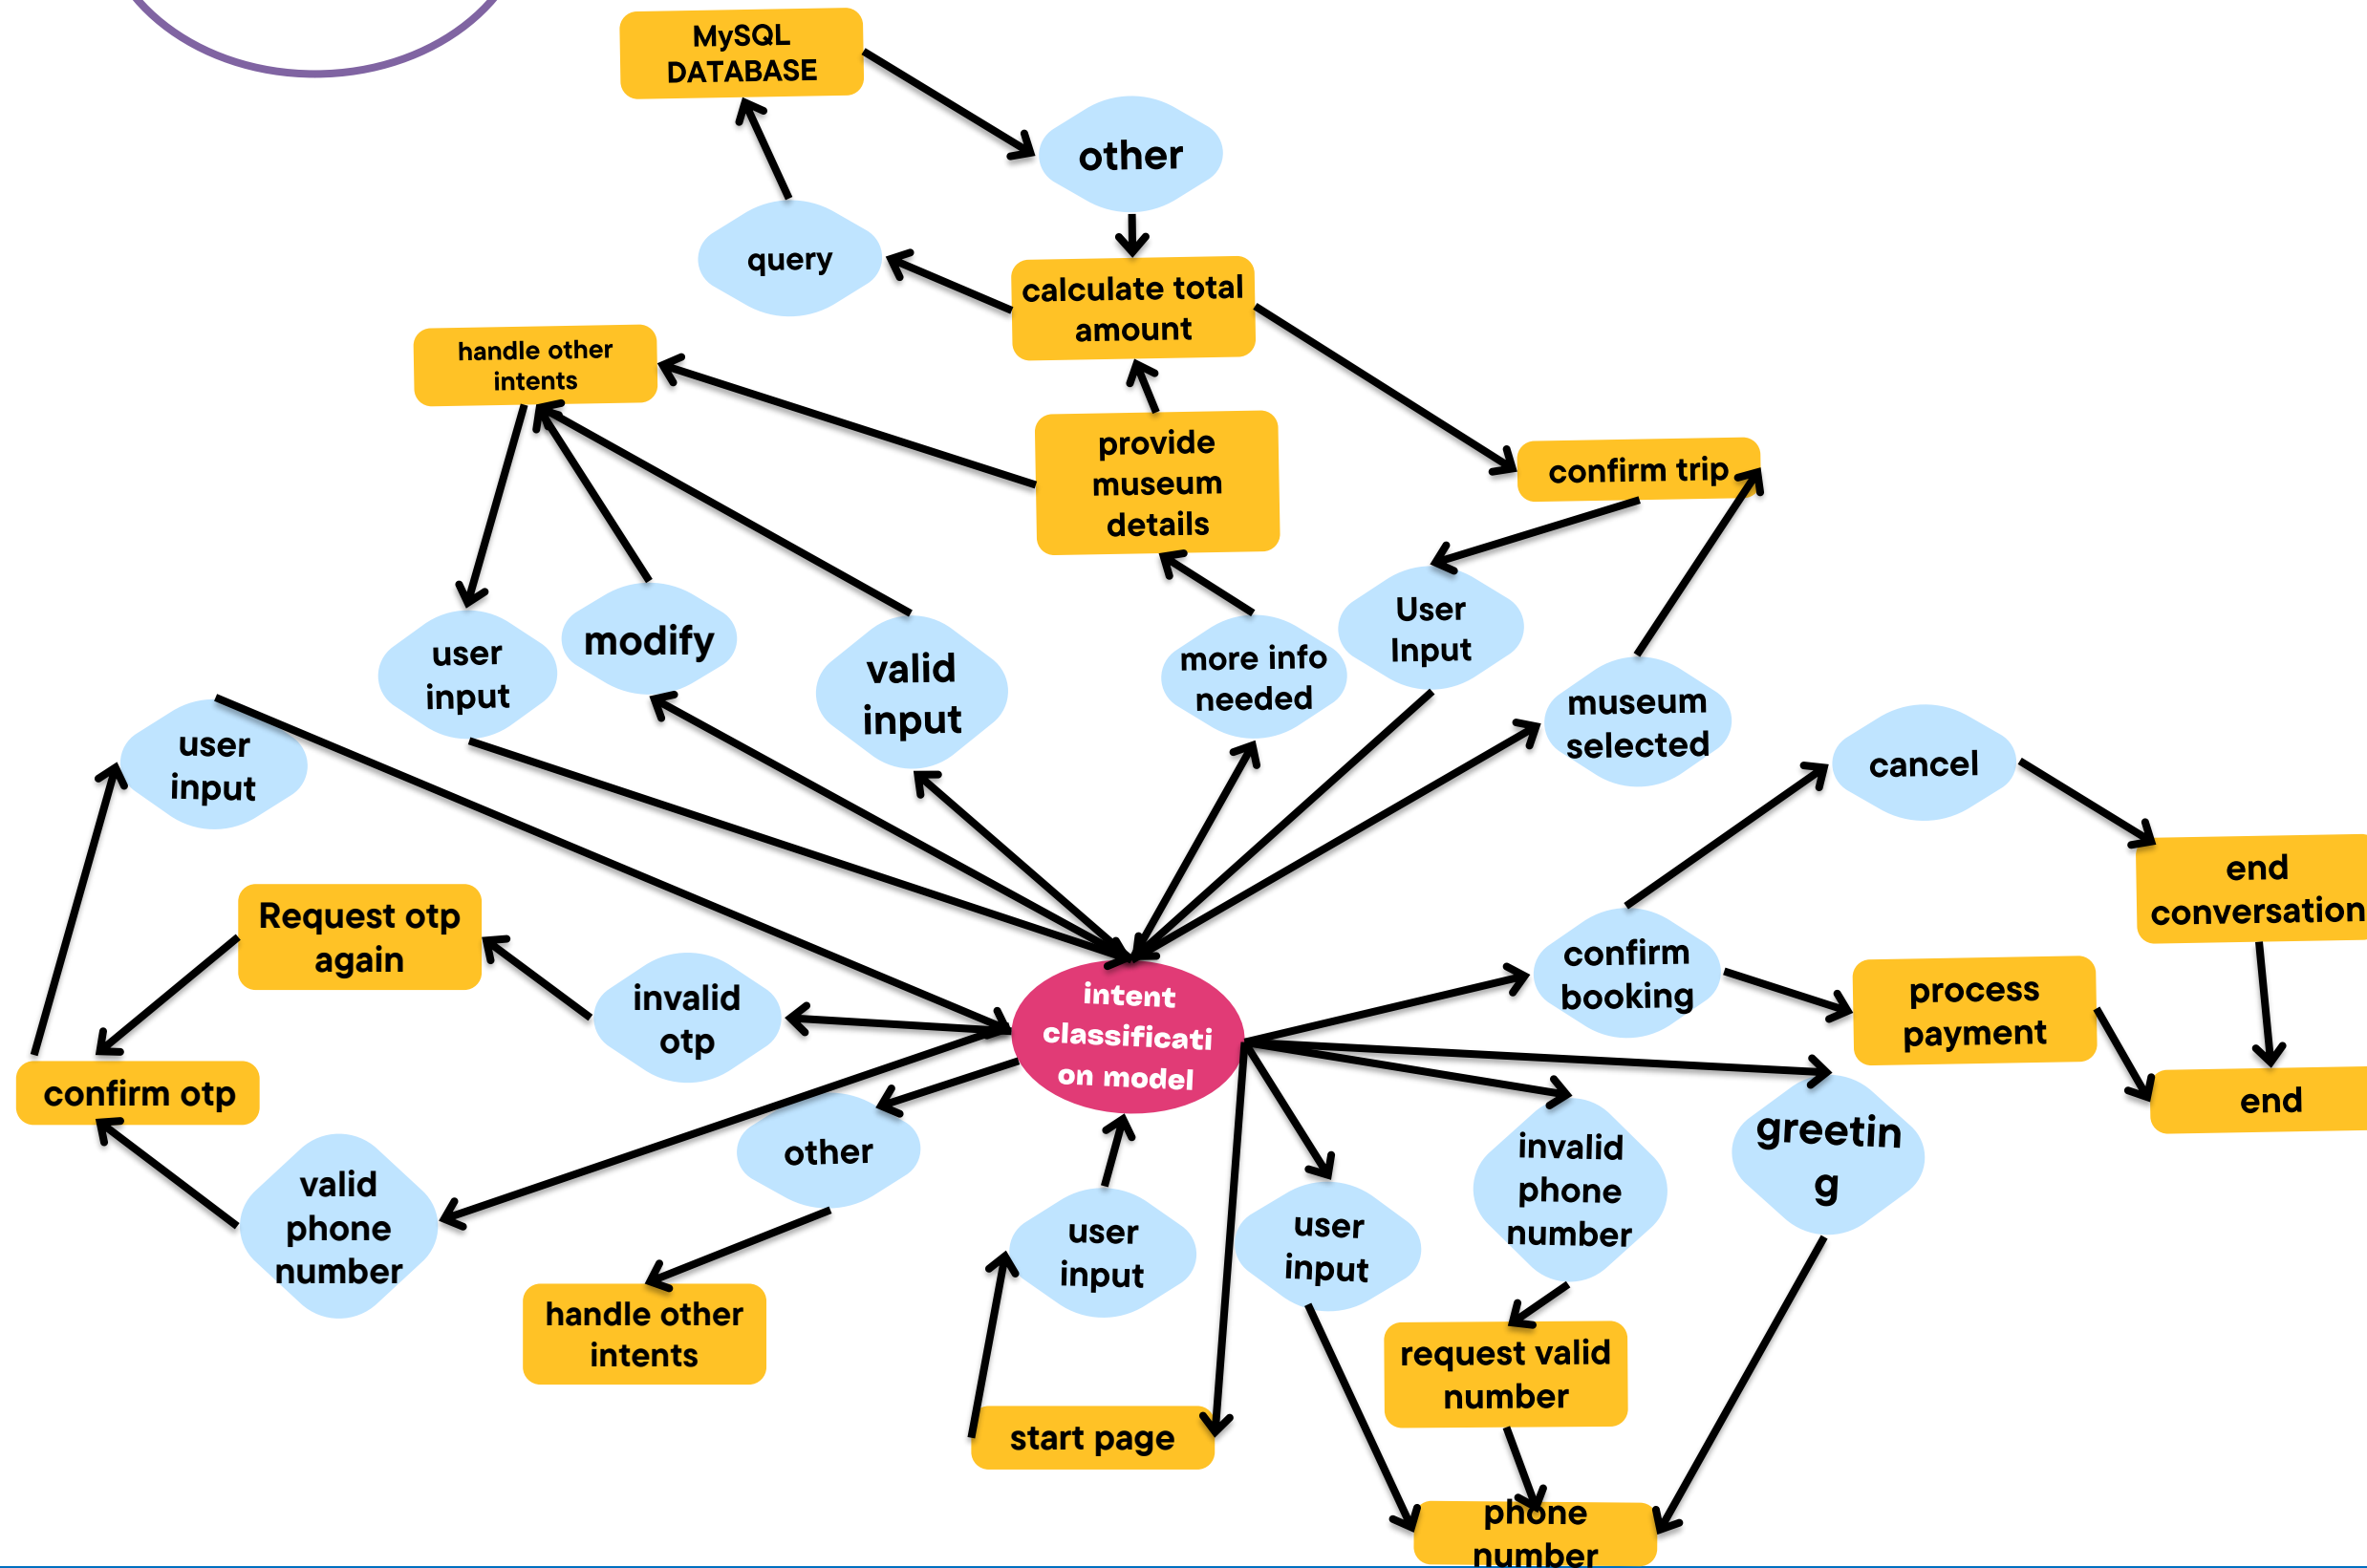 MySQL
DATABASE
other
query
calculate total
amount
handle other
intents
provide
museum
details
confirm trip
user
input
modify
valid
input
more info
needed
User
Input
museum
selected
user
input
cancel
end
conversation
Request otp
again
invalid
otp
intent
classificati
on model
confirm
booking
process
payment
confirm otp
end
valid
phone
number
other
user
input
user
input
invalid
phone
number
greetin
g
handle other
intents
request valid
number
start page
phone
number